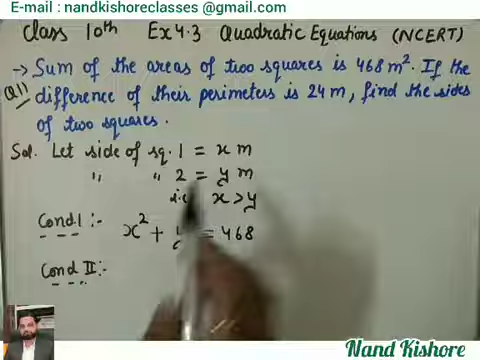 E-mail : nandkishoreclasses@gmail.com
Class 10th Ex 4.3 Quadratic Equations (NCERT)
→ Sum of the areas of two squares is 468 m². If the
Q11 difference of their perimeters is 24 m, find the sides
of two squares.
Sol. Let side of sq. 1 = x m
" " 2 = y m
x > y
Cond I :- x² + = 468
Cond II :-
Nand Kishore